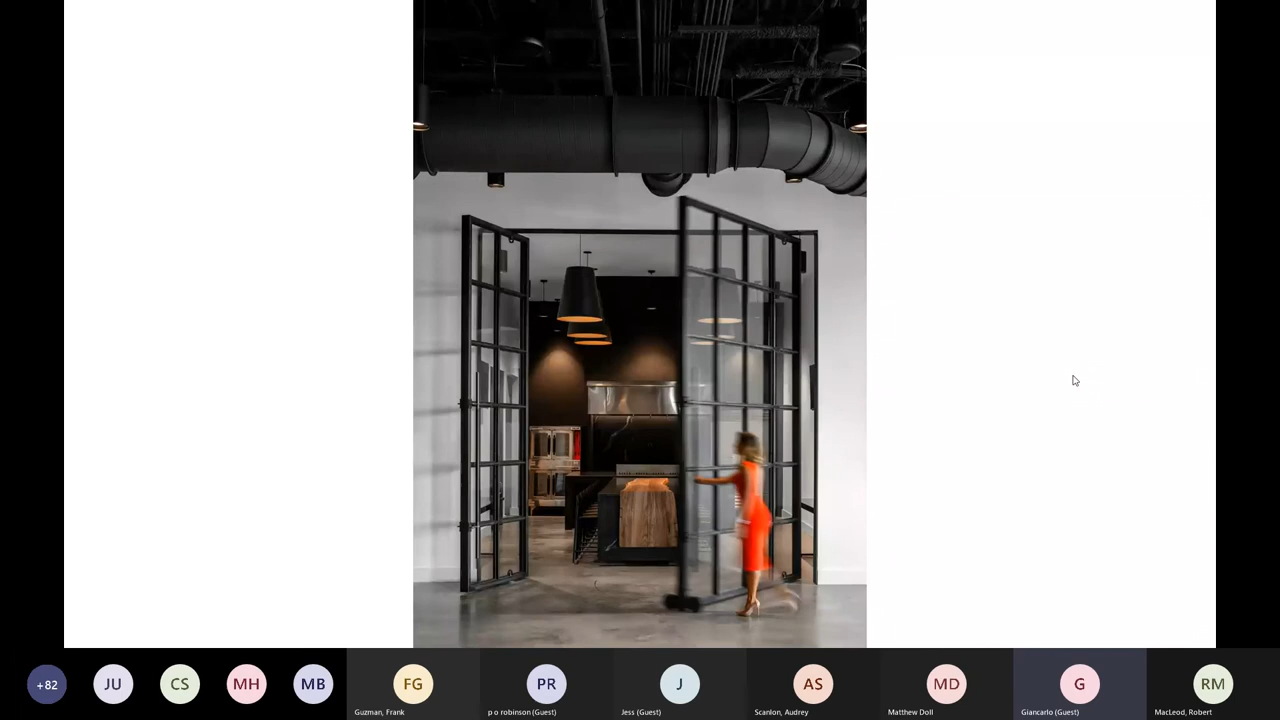 +82
JU
CS
MH
MB
FG
PR
J
AS
MD
G
RM
Guzman, Frank
p o robinson (Guest)
Jess (Guest)
Scanlon, Audrey
Matthew Doll
Giancarlo (Guest)
MacLeod, Robert